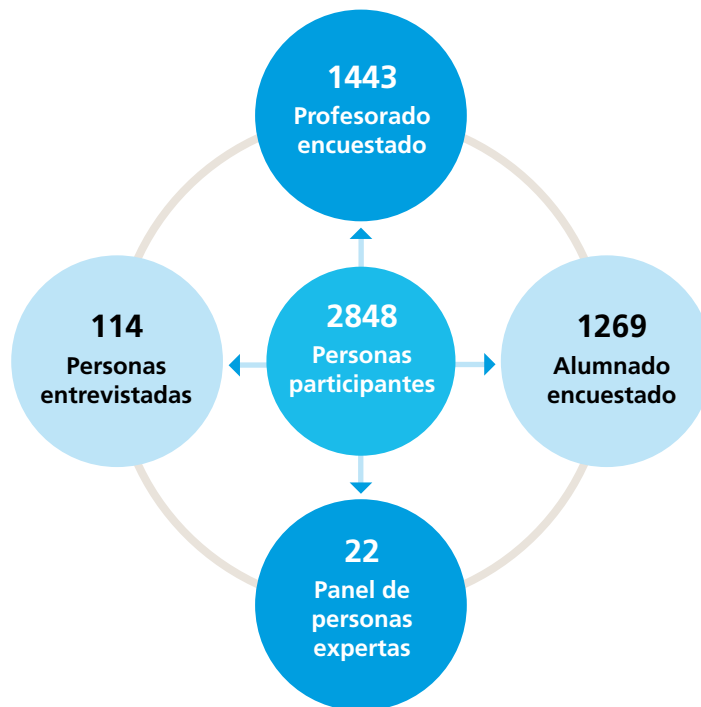 1443
Profesorado
encuestado
114
Personas
entrevistadas
2848
Personas
participantes
1269
Alumnado
encuestado
22
Panel de
personas
expertas